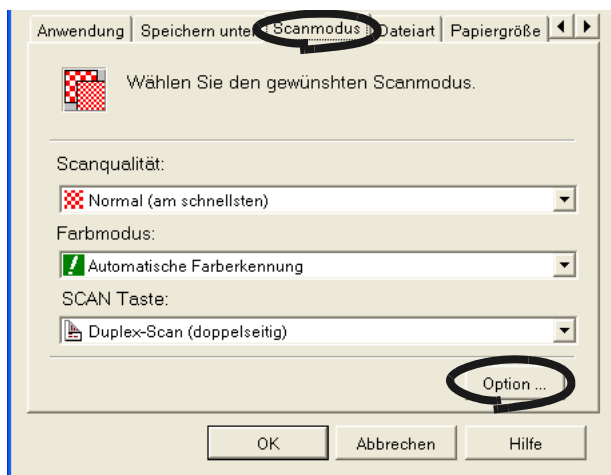 Anwendung Speichern unter Scanmodus Dateiart Papiergröße
Wählen Sie den gewünshten Scanmodus.
Scanqualität:
Normal (am schnellsten)
Farbmodus:
Automatische Farberkennung
SCAN Taste:
Duplex-Scan (doppelseitig)
Option ...
OK Abbrechen Hilfe